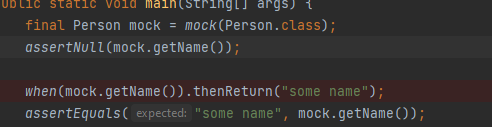 public static void main(String[] args) {
final Person mock = mock(Person.class);
assertNull(mock.getName());
when(mock.getName()).thenReturn("some name");
assertEquals( expected: "some name", mock.getName());